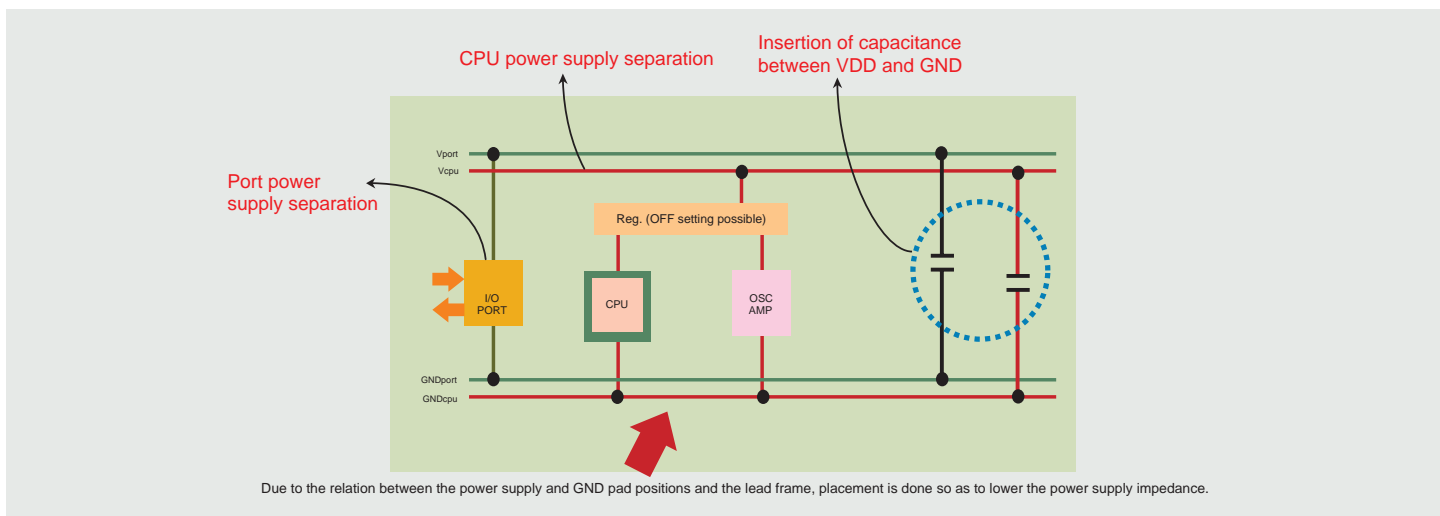 Insertion of capacitance
between VDD and GND
CPU power supply separation
Port power
supply separation
Vport
Vcpu
Reg. (OFF setting possible)
I/O
PORT
CPU
OSC
AMP
GNDport
GNDcpu
Due to the relation between the power supply and GND pad positions and the lead frame, placement is done so as to lower the power supply impedance.